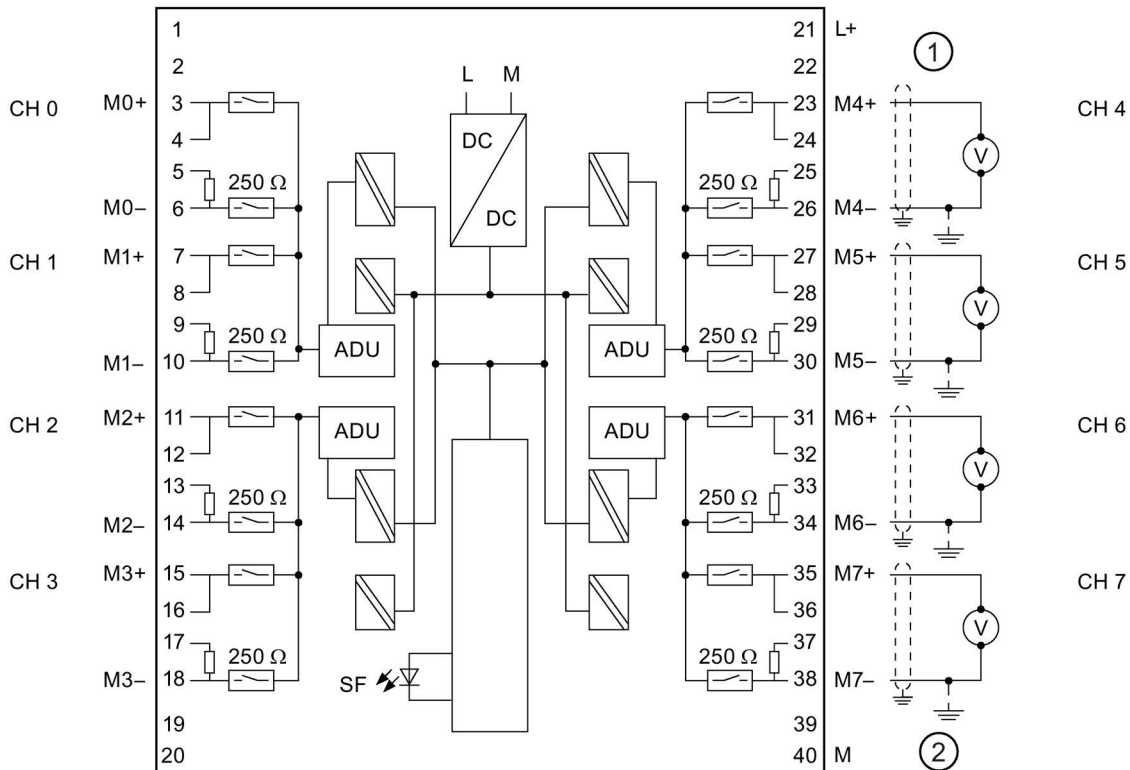 1 21 L+ ①
2 22
L M
CH 0 M0+ 3 23 M4+ CH 4
4 24
DC
V
5 25
250 Ω 250 Ω
M0– 6 26 M4–
DC
CH 1 M1+ 7 27 M5+ CH 5
8 28
V
9 29
250 Ω 250 Ω
ADU ADU
M1– 10 30 M5–
CH 2 M2+ 11 31 M6+ CH 6
ADU ADU
12 32
V
13 33
250 Ω 250 Ω
M2– 14 34 M6–
CH 3 M3+ 15 35 M7+ CH 7
16 36
V
17 37
250 Ω 250 Ω
M3– 18 SF 38 M7–
19 39
20 40 M ②